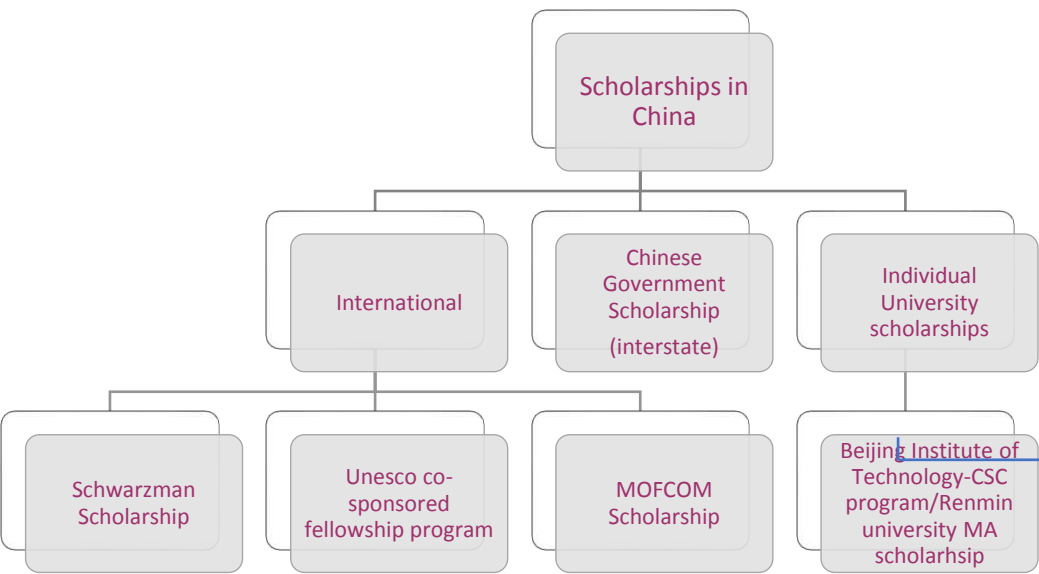 Scholarships in
China
International
Chinese
Government
Scholarship
(interstate)
Individual
University
scholarships
Schwarzman
Scholarship
Unesco co-
sponsored
fellowship program
MOFCOM
Scholarship
Beijing Institute of
Technology-CSC
program/Renmin
university MA
scholarhsip